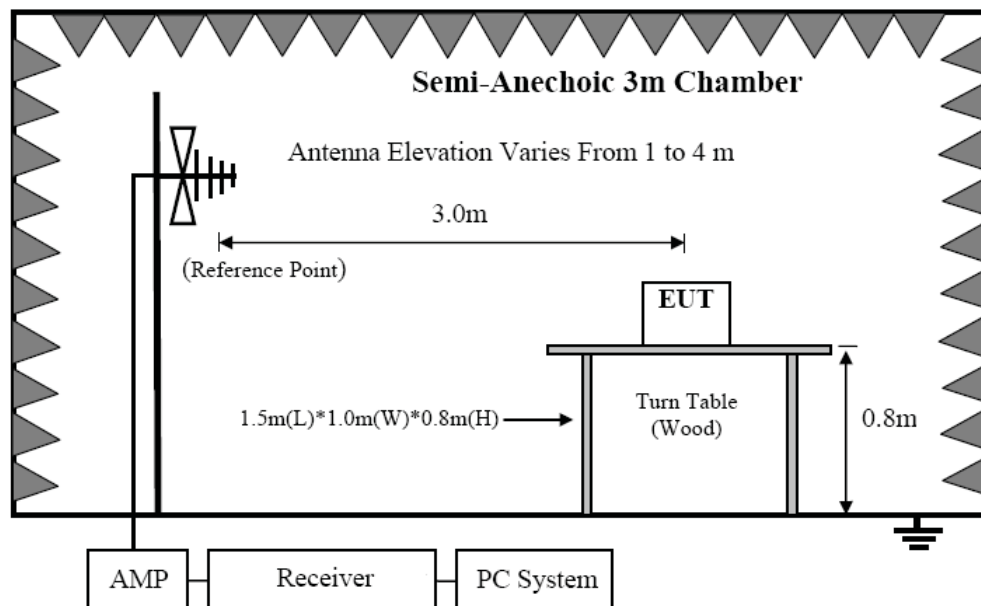 Semi-Anechoic 3m Chamber
Antenna Elevation Varies From 1 to 4 m
3.0m
(Reference Point)
EUT
1.5m(L)*1.0m(W)*0.8m(H)
Turn Table
(Wood)
0.8m
AMP
Receiver
PC System